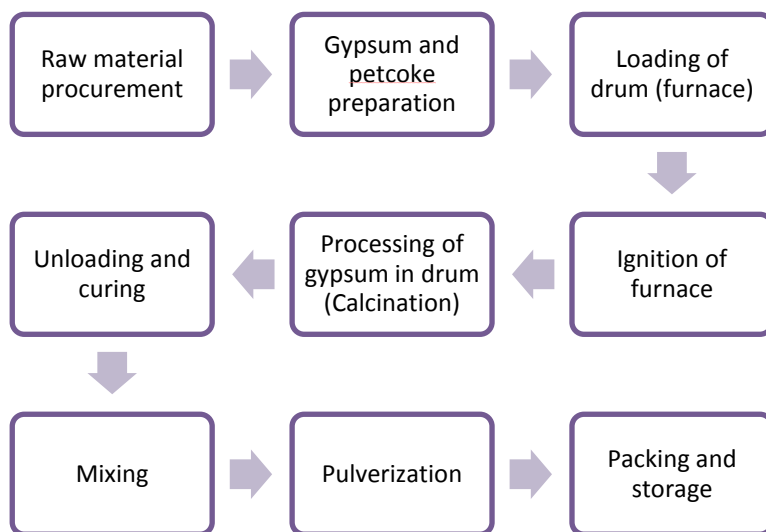 Raw material
procurement
Gypsum and
petcoke
preparation
Loading of
drum (furnace)
Unloading and
curing
Processing of
gypsum in drum
(Calcination)
Ignition of
furnace
Mixing
Pulverization
Packing and
storage